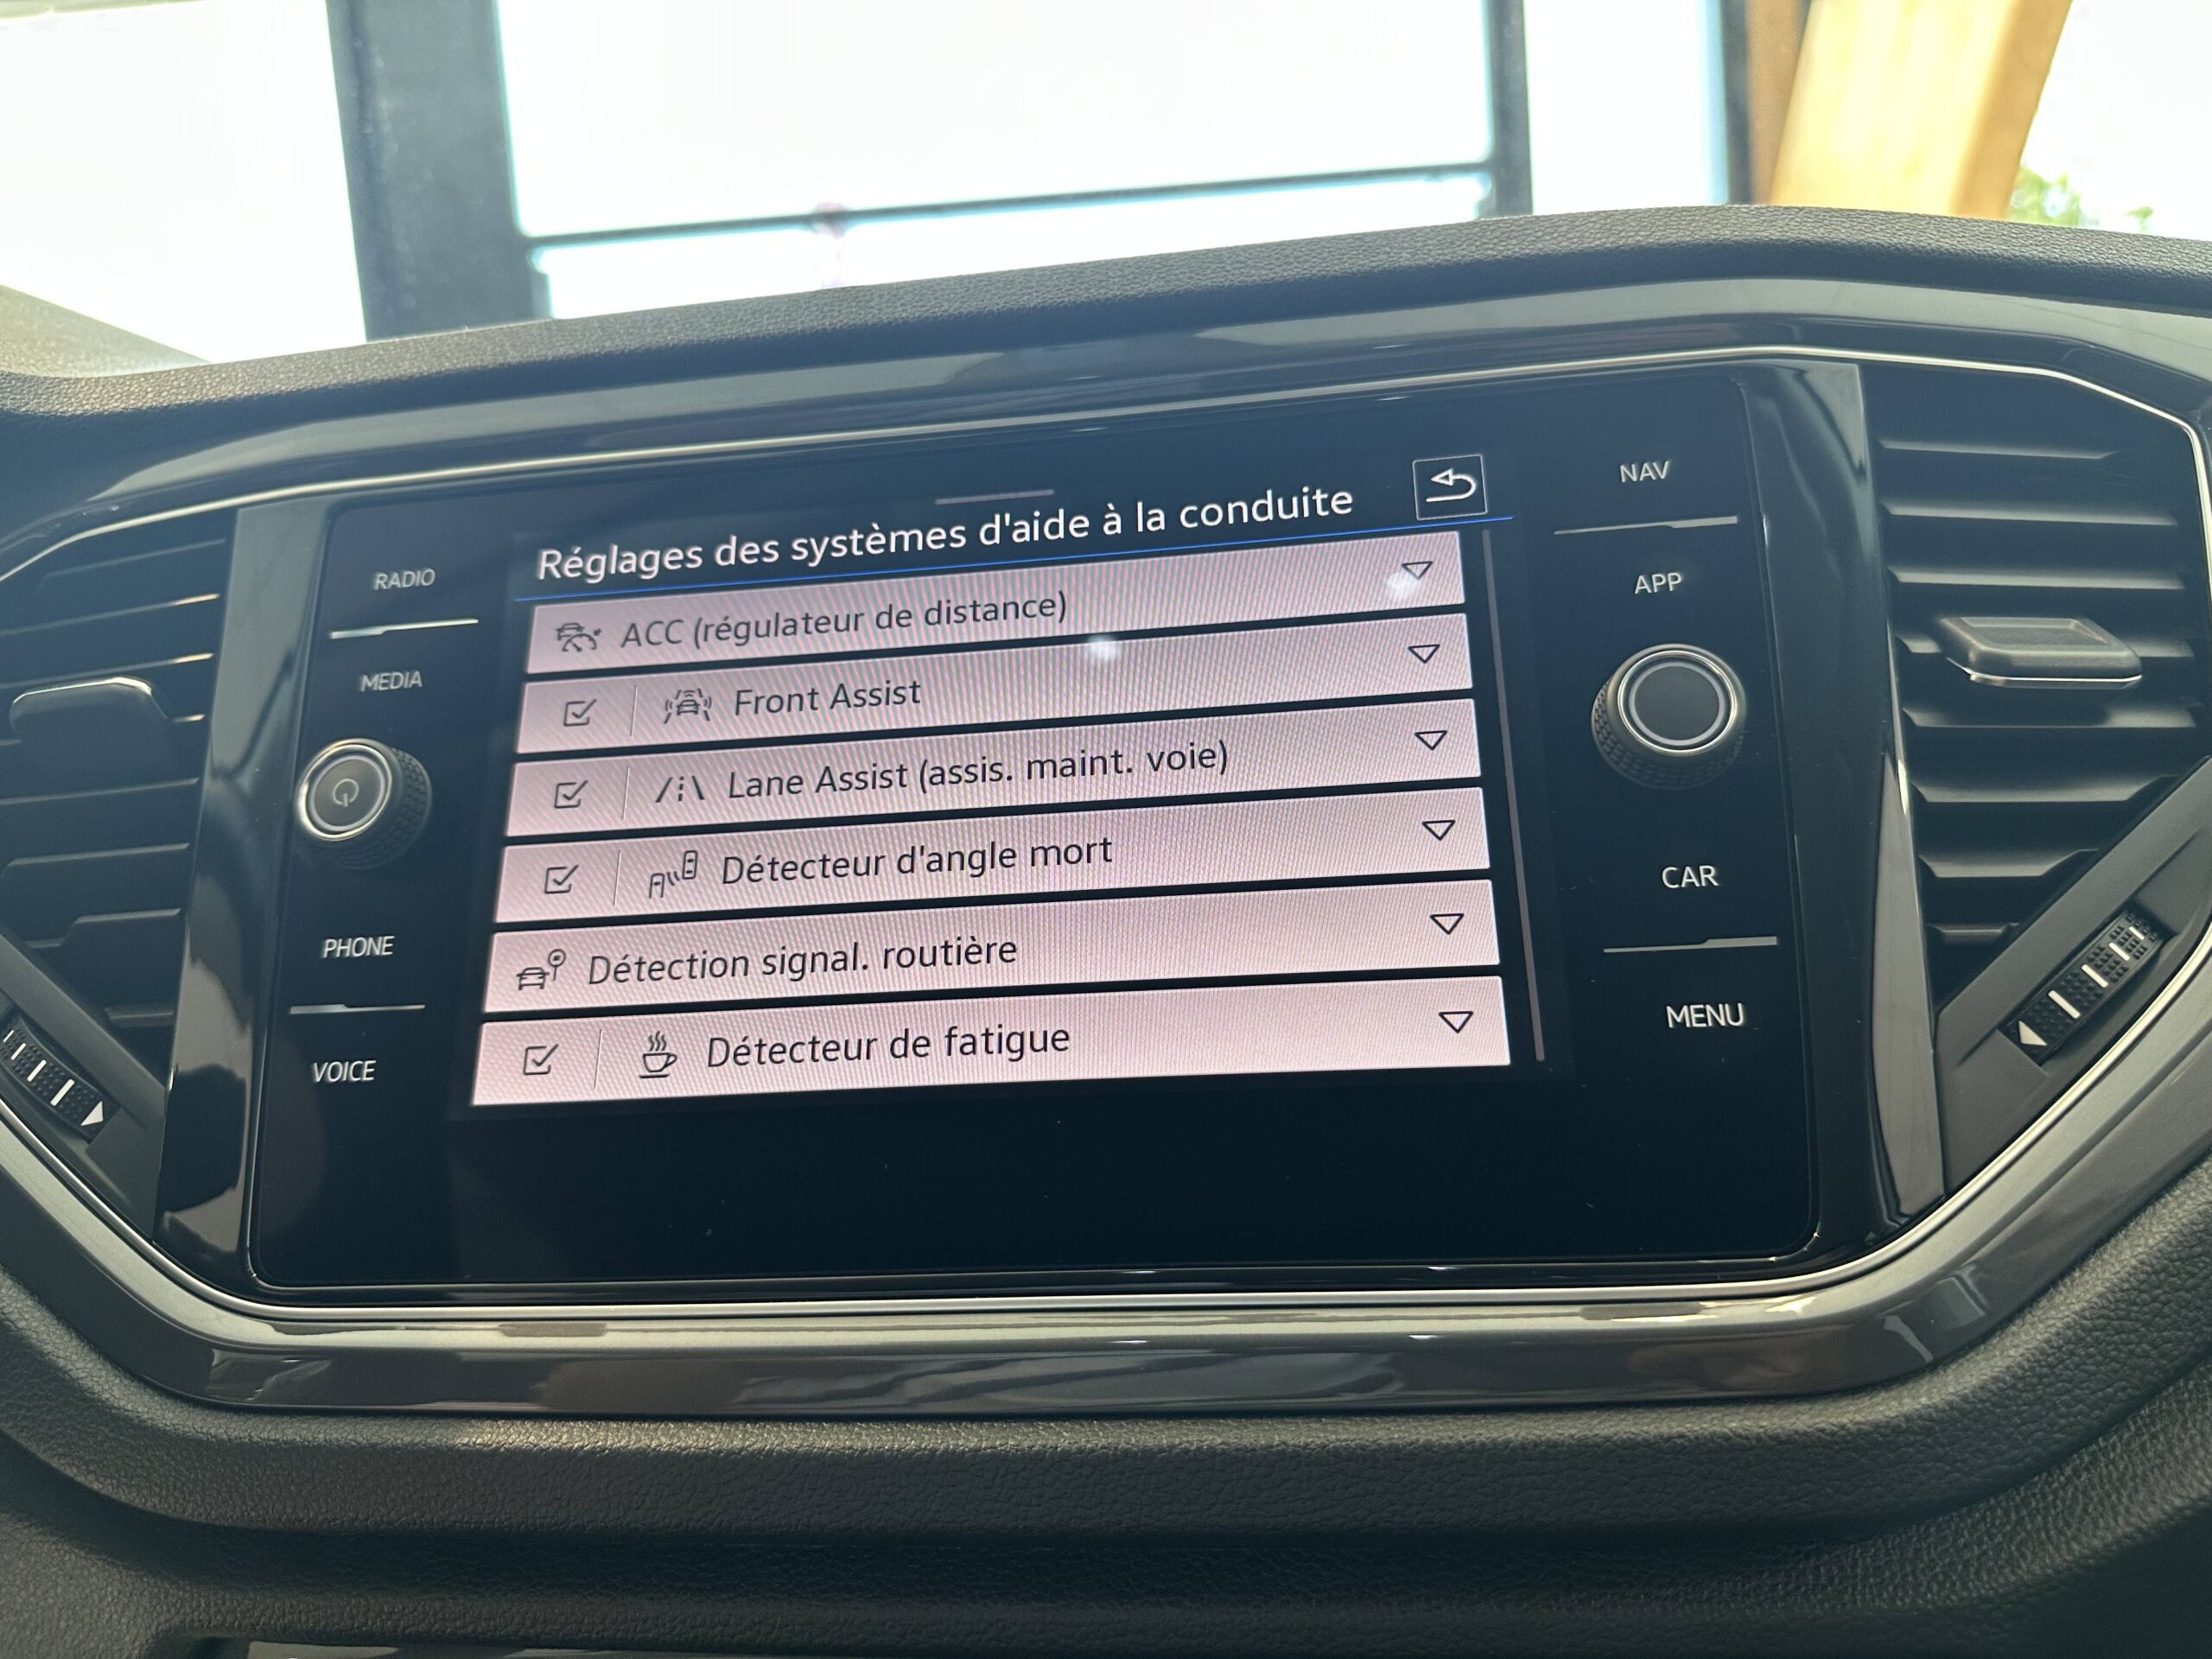 Réglages des systèmes d'aide à la conduite
ACC (régulateur de distance)
Front Assist
Lane Assist (assis. maint. voie)
Détecteur d'angle mort
Détection signal. routière
Détecteur de fatigue
RADIO
MEDIA
PHONE
VOICE
NAV
APP
CAR
MENU